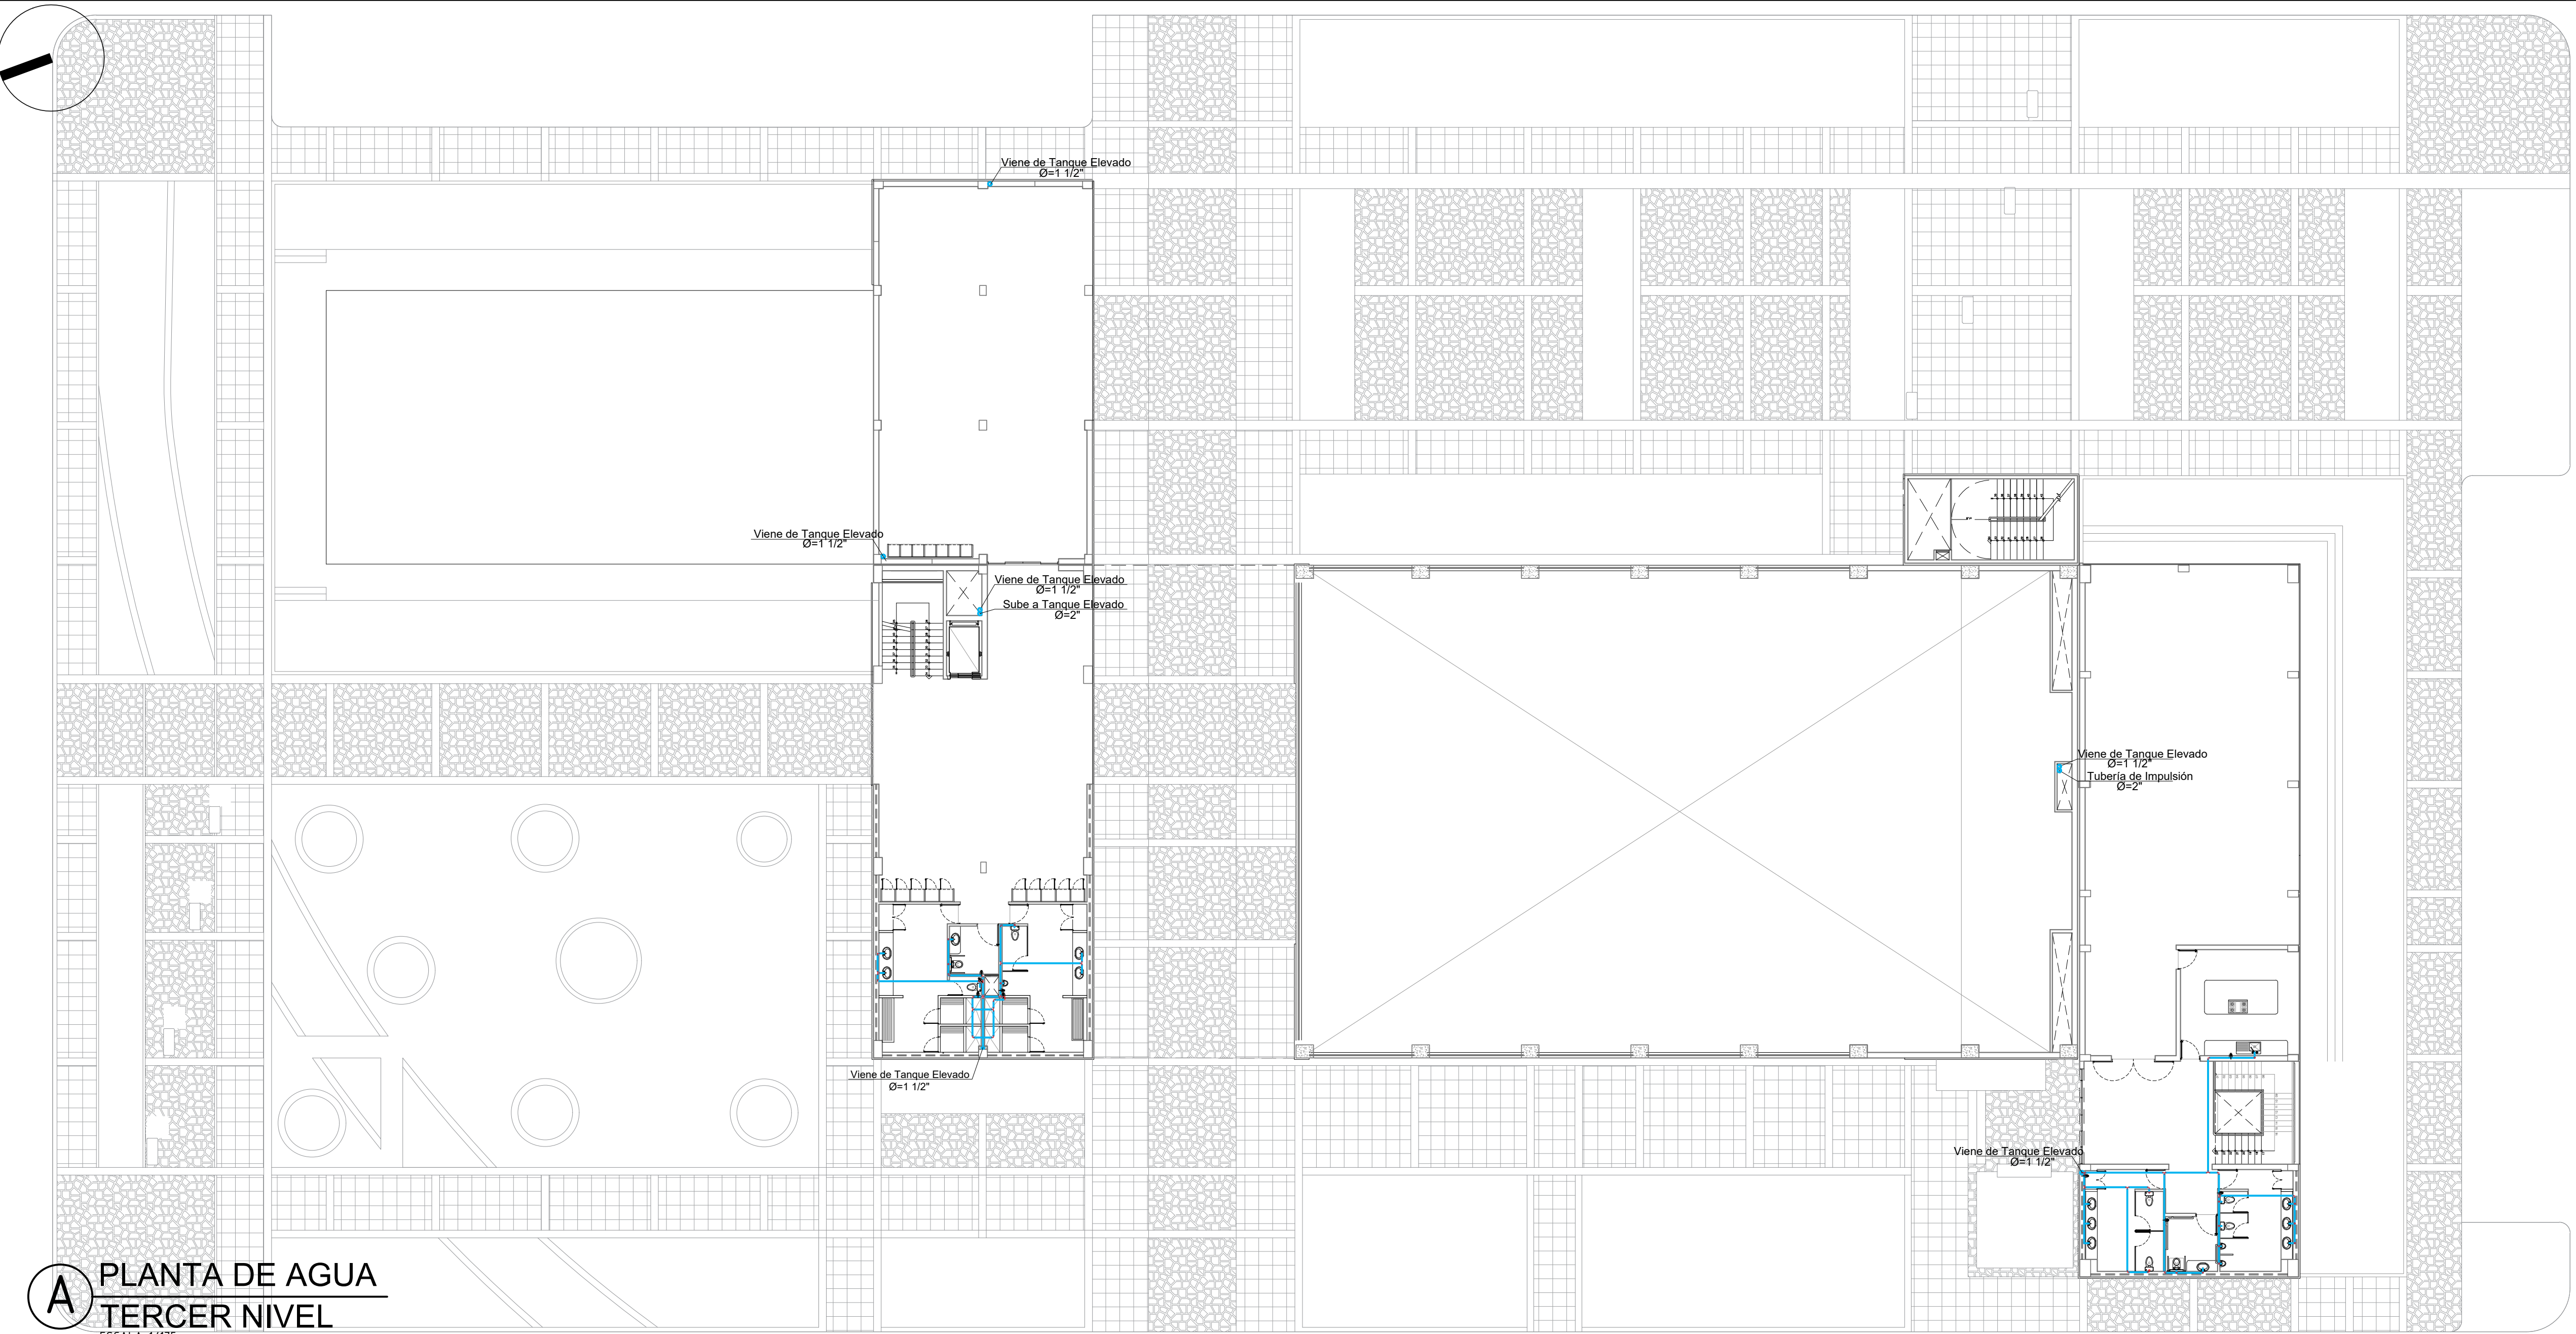 Viene de Tanque Elevado
Ø=1 1/2"
Viene de Tanque Elevado
Ø=1 1/2"
Viene de Tanque Elevado
Ø=1 1/2"
Sube a Tanque Elevado
Ø=2"
Viene de Tanque Elevado
Ø=1 1/2"
Tubería de Impulsión
Ø=2"
Viene de Tanque Elevado
Ø=1 1/2"
Viene de Tanque Elevado
Ø=1 1/2"
A
PLANTA DE AGUA
TERCER NIVEL